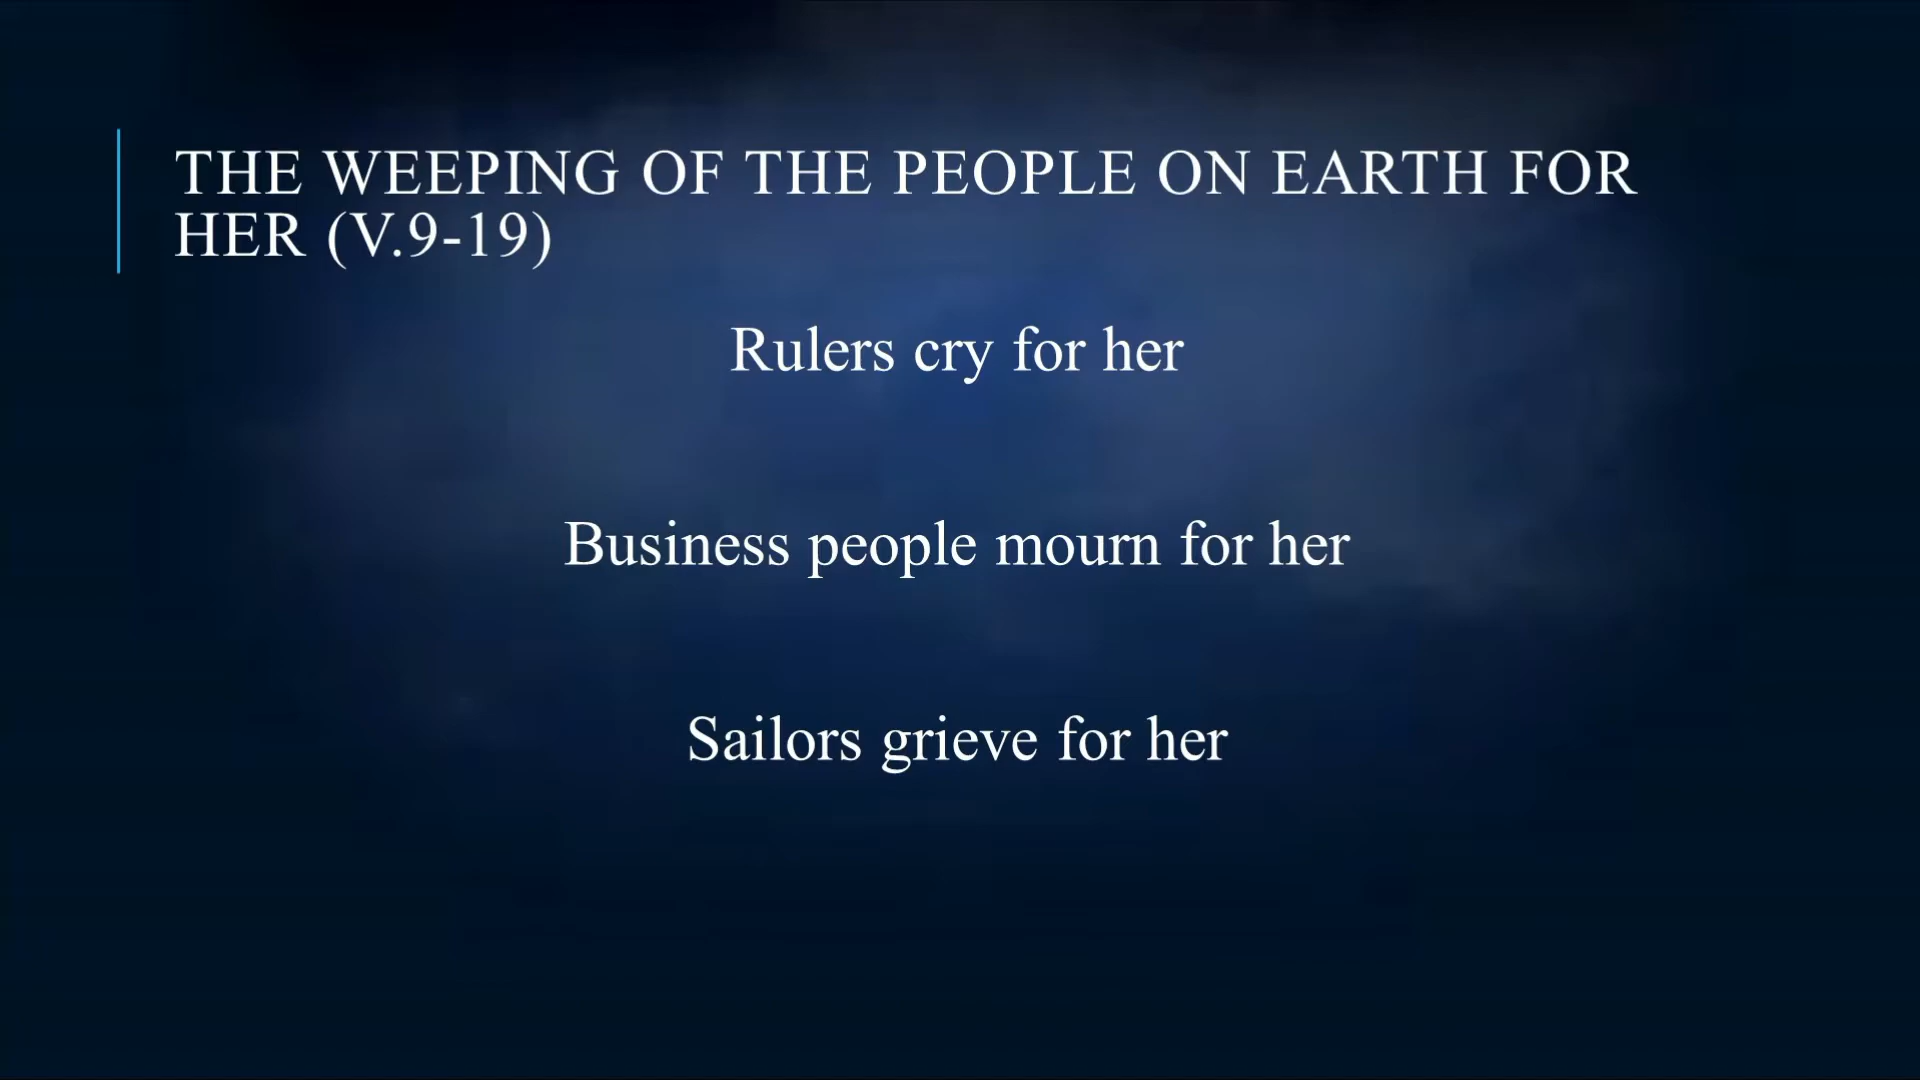 THE WEEPING OF THE PEOPLE ON EARTH FOR
HER (V.9-19)
Rulers cry for her
Business people mourn for her
Sailors grieve for her